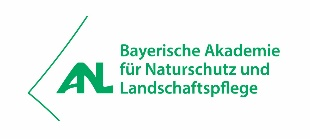 ANL
Bayerische Akademie
für Naturschutz und
Landschaftspflege